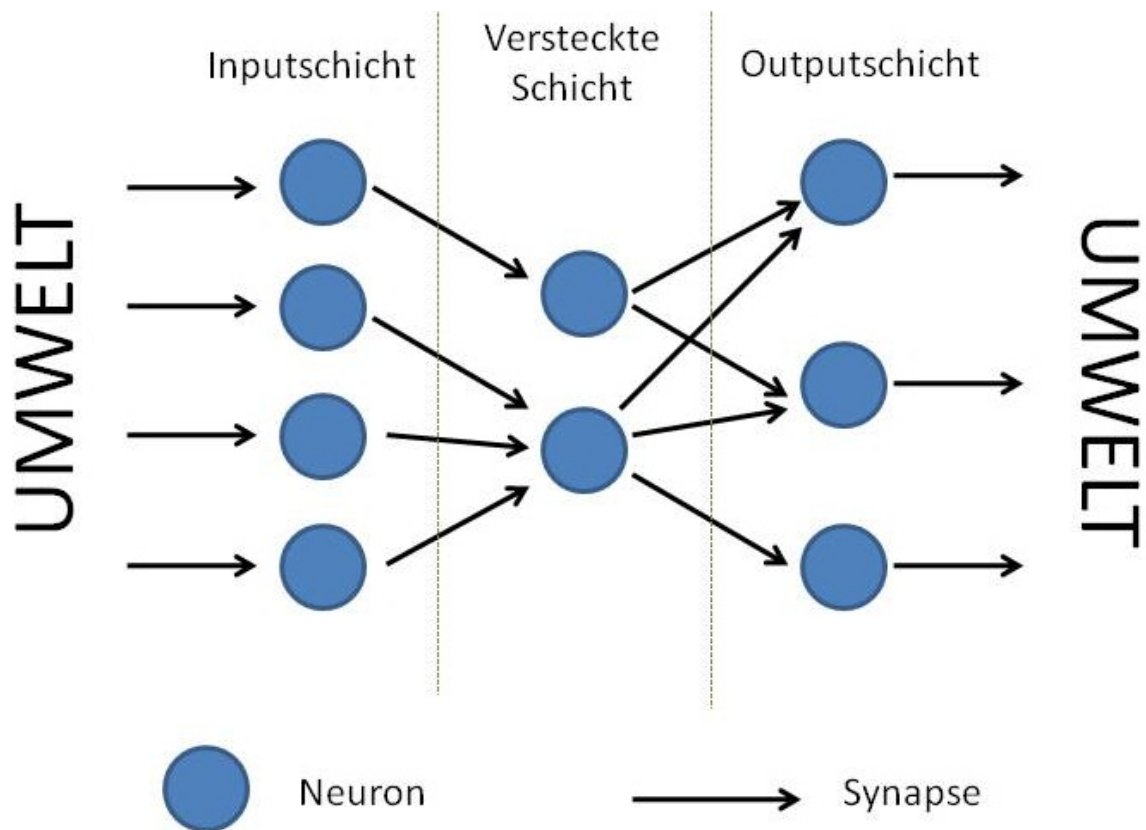 Inputschicht
Versteckte
Schicht
Outputschicht
UMWELT
UMWELT
Neuron
Synapse